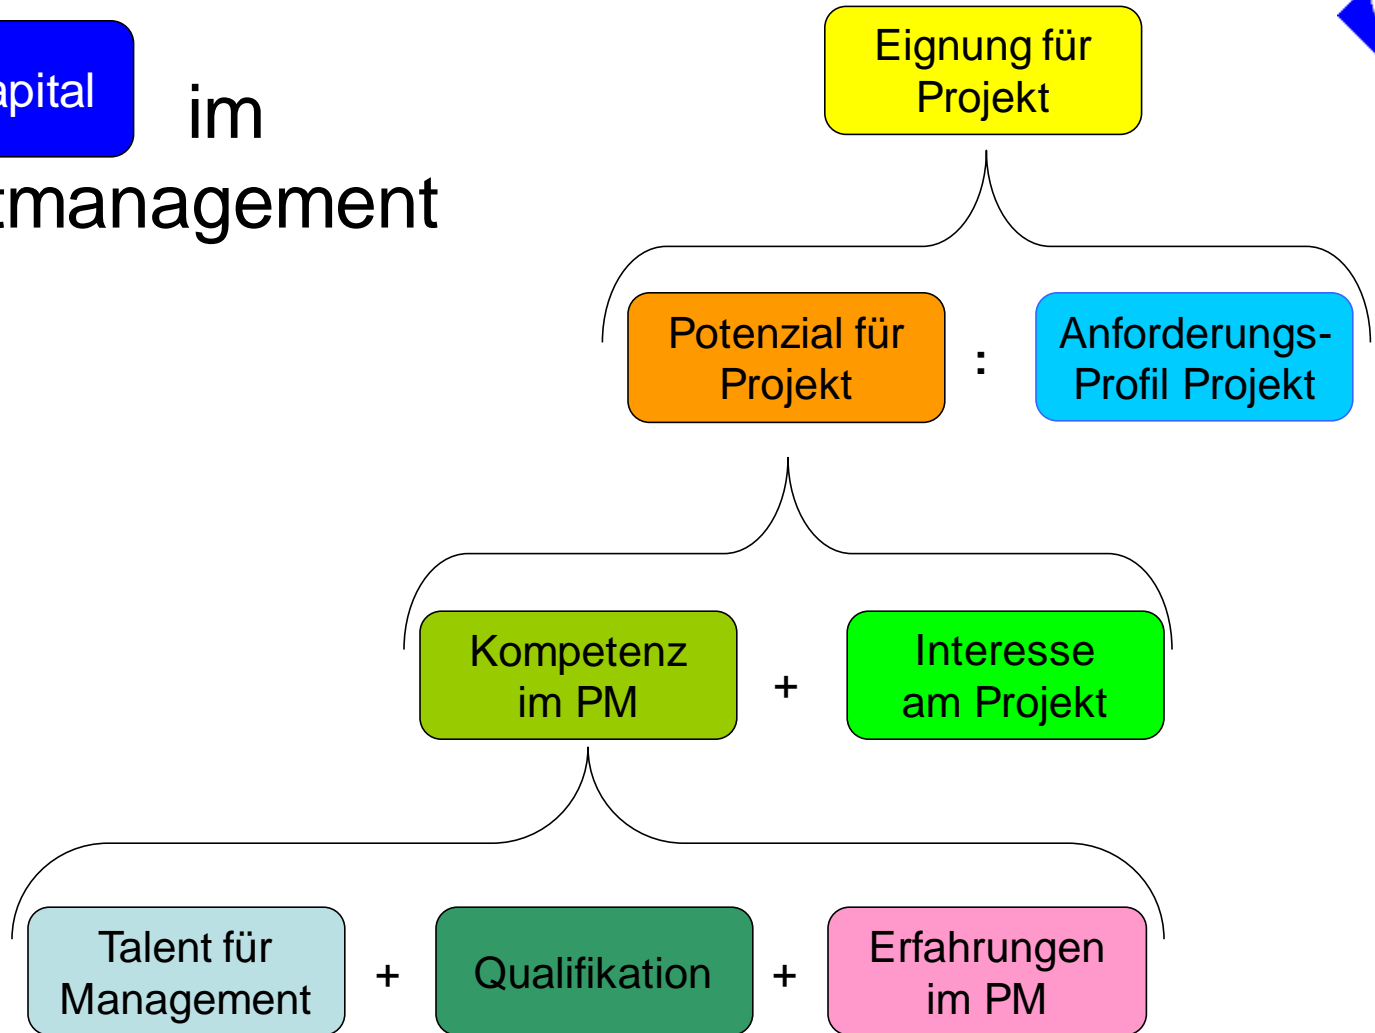 apital
im
tmanagement
Eignung für
Projekt
Potenzial für
Projekt
:
Anforderungs-
Profil Projekt
Kompetenz
im PM
+
Interesse
am Projekt
Talent für
Management
+
Qualifikation
+
Erfahrungen
im PM